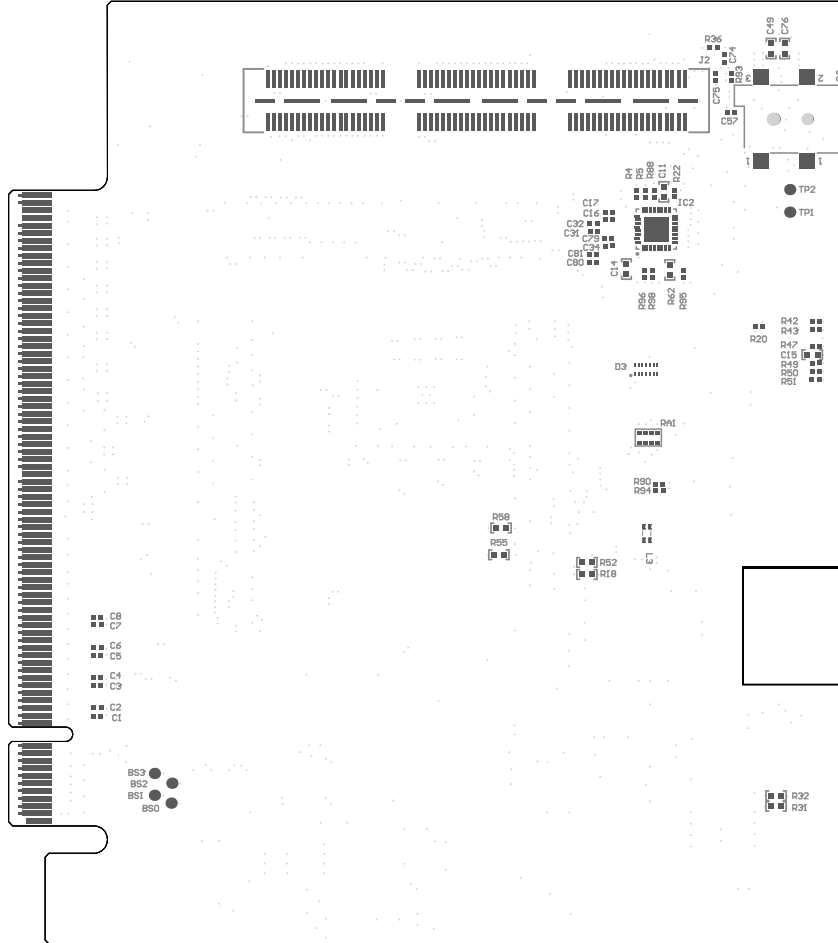 C49
C76
R36
J2
C74
R93
C75
3
2
C57
1
1
R4
R5
R88
C11
R22
TP2
IC2
TP1
C17
C16
C32
C31
C79
C34
C81
C80
C14
R96
R98
R62
R95
R42
R43
R20
R47
C15
R49
R50
R51
D3
RA1
R90
R94
R58
R55
R52
R18
L3
C8
C7
C6
C5
C4
C3
C2
C1
BS3
BS2
BS1
BS0
R32
R31